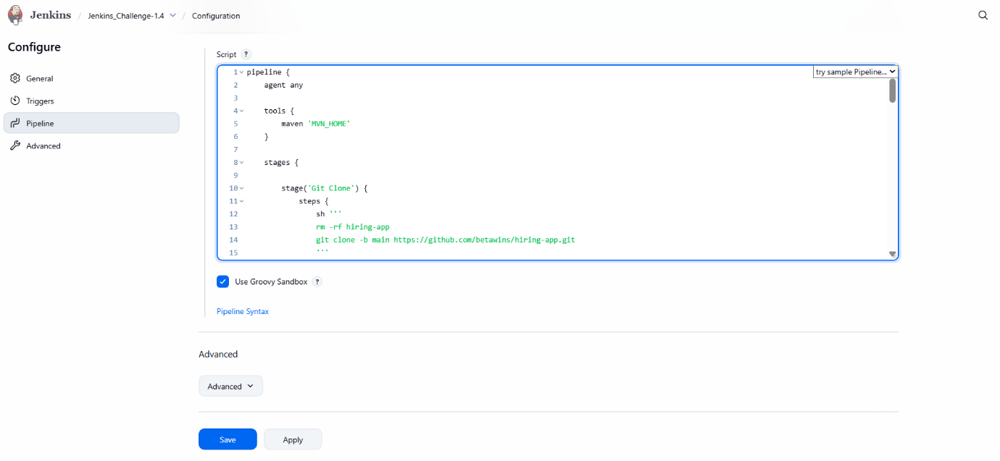 Jenkins / Jenkins_Challenge-1.4 / Configuration
Configure
General
Triggers
Pipeline
Advanced
Script ?
try sample Pipeline...
1 pipeline {
2     agent any
3
4     tools {
5         maven 'MVN_HOME'
6     }
7
8     stages {
9
10         stage('Git Clone') {
11             steps {
12                 sh '''
13                 rm -rf hiring-app
14                 git clone -b main https://github.com/betawins/hiring-app.git
15                 '''
Use Groovy Sandbox ?
Pipeline Syntax
Advanced
Advanced
Save Apply